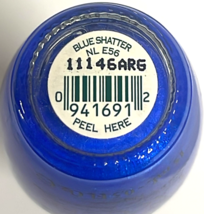 BLUE SHATTER
NL E56
11146ARG
0 941691 2
PEEL HERE